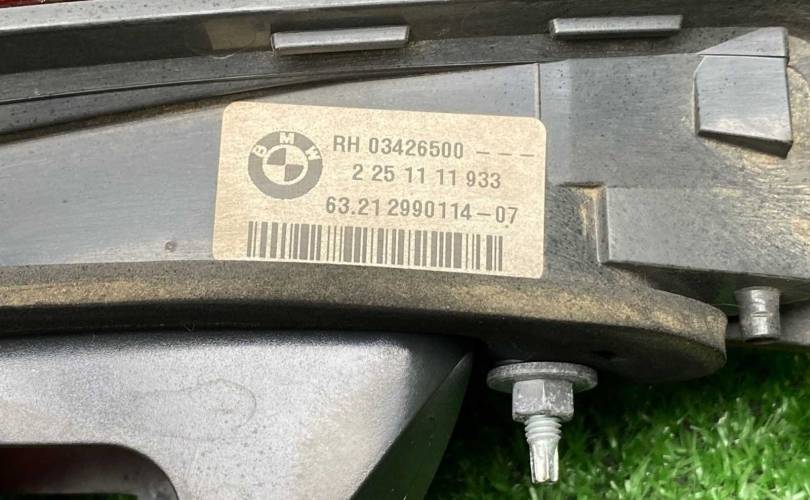 BMW
RH 03426500 - - -
2 25 11 11 933
63.21 2990114-07